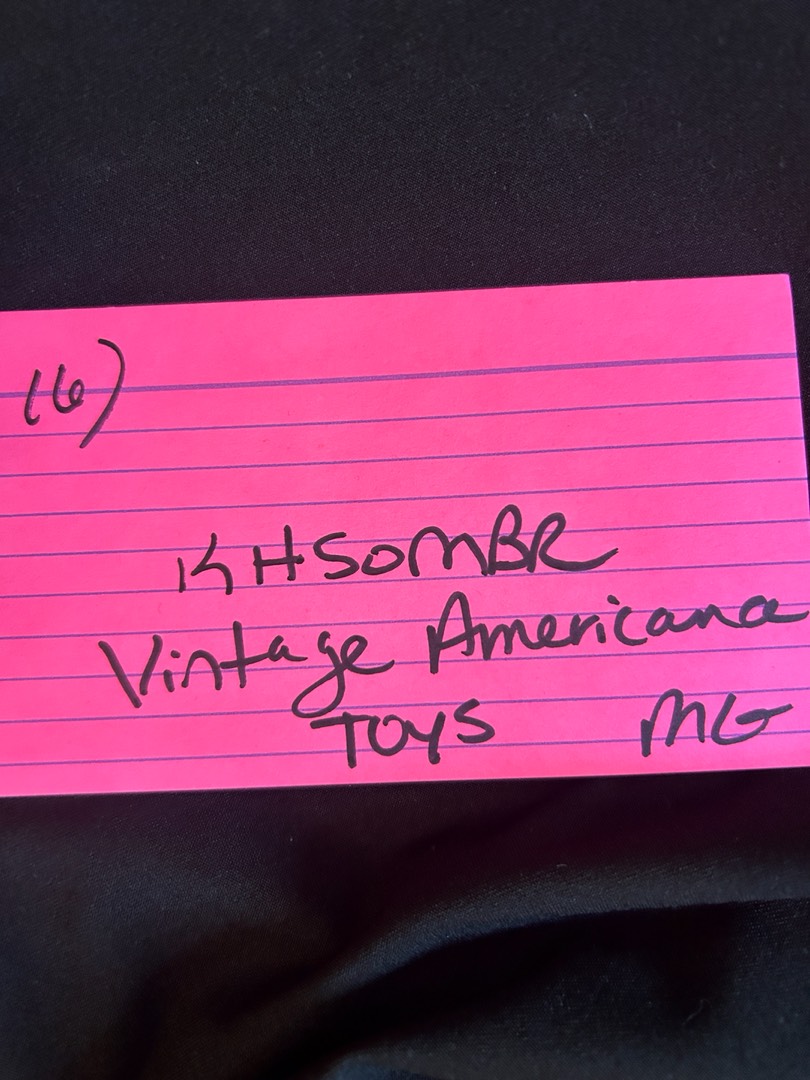 16)
KHSOMBR
Vintage Americana
TOYS MG